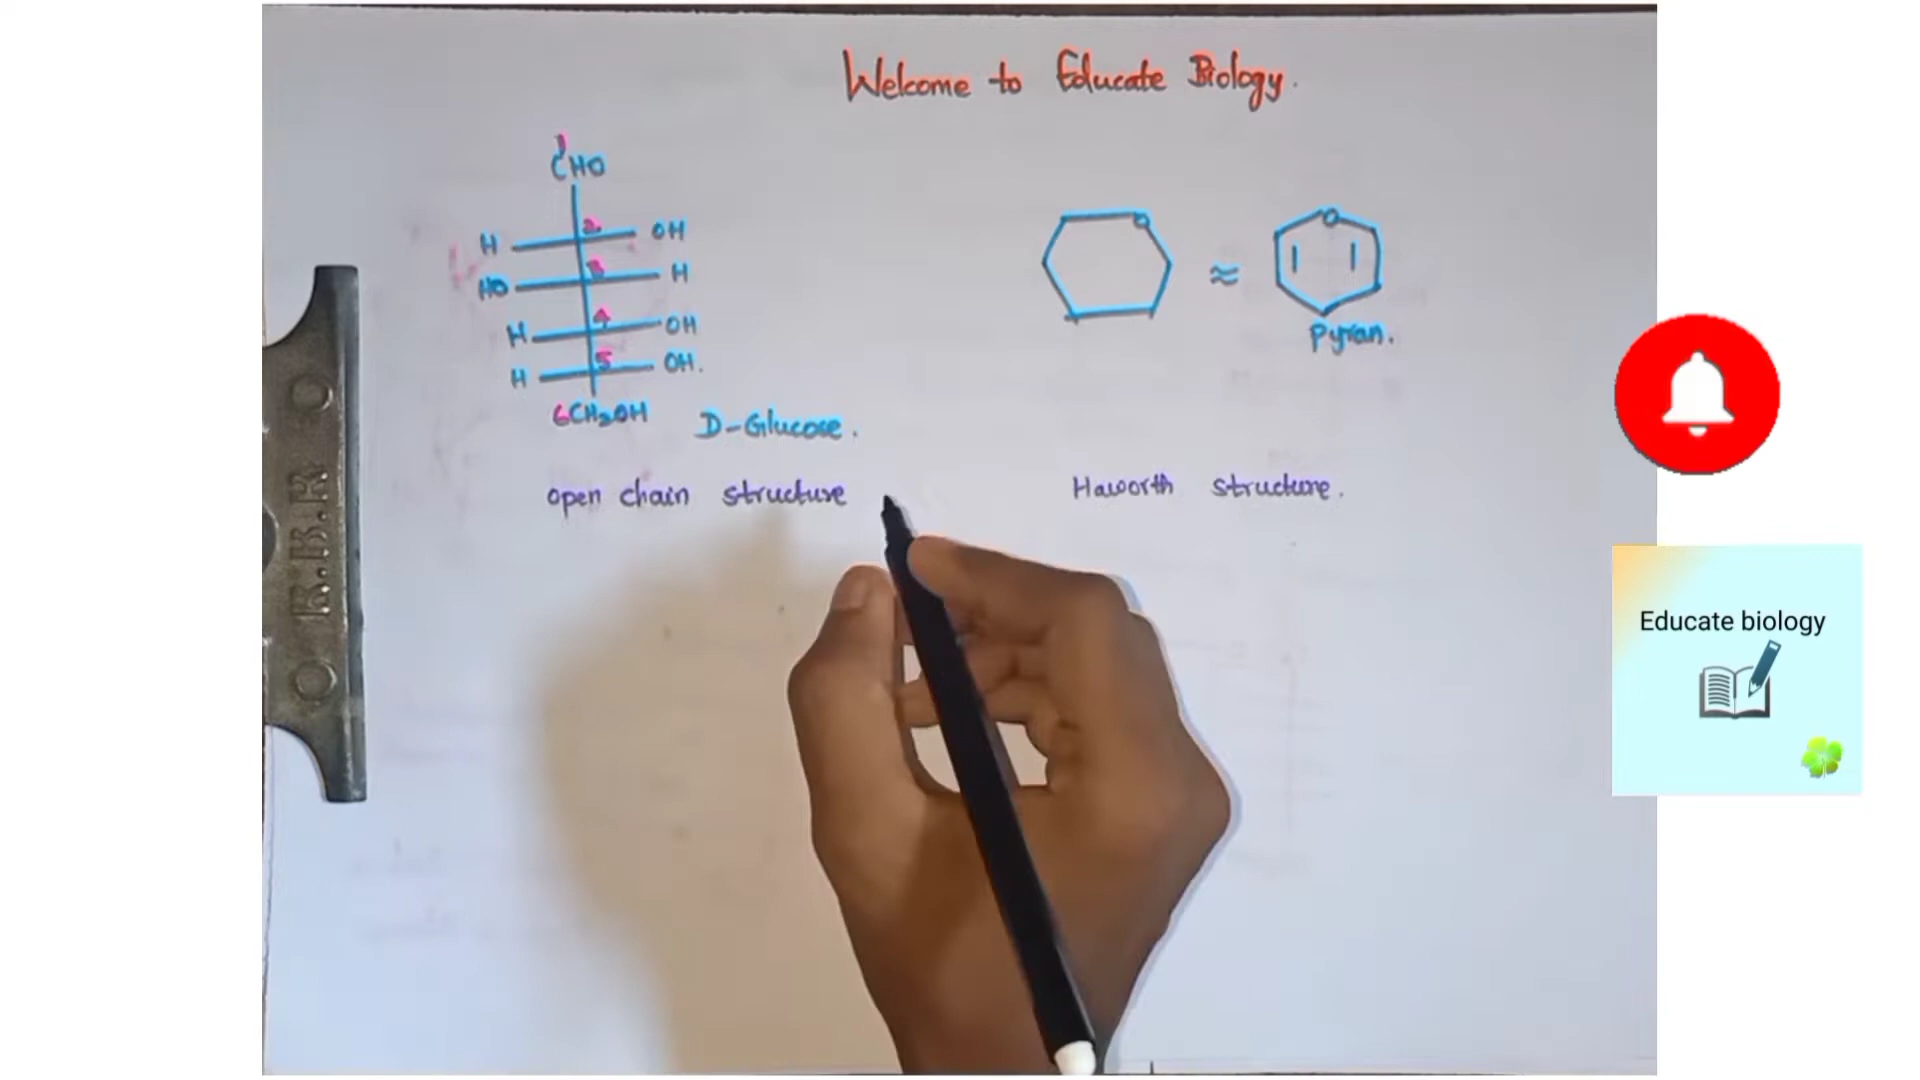 Welcome to Educate Biology.
1
CHO
2
H OH
3
HO H
4
H OH
5
H OH.
6CH₂OH
D-Glucose.
O
≈
O
Pyran.
open chain structure
Haworth structure.
K.B.R
Educate biology